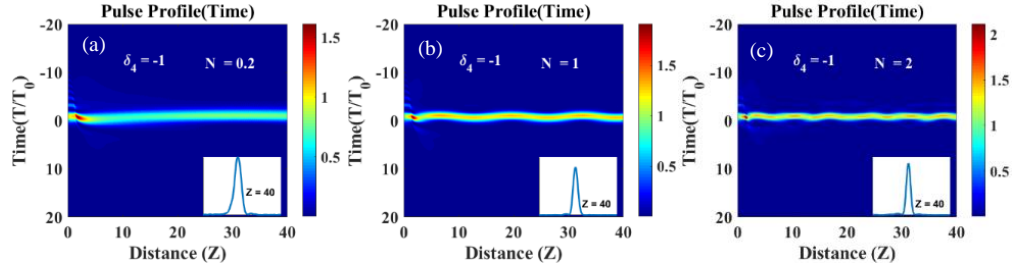 Pulse Profile(Time)
(a)
δ4 = -1 N = 0.2
Z = 40
Time(T/T0)
-20
-10
0
10
20
0 10 20 30 40
Distance (Z)
1.5
1
0.5
Pulse Profile(Time)
(b)
δ4 = -1 N = 1
Z = 40
Time(T/T0)
-20
-10
0
10
20
0 10 20 30 40
Distance (Z)
1.5
1
0.5
Pulse Profile(Time)
(c)
δ4 = -1 N = 2
Z = 40
Time(T/T0)
-20
-10
0
10
20
0 10 20 30 40
Distance (Z)
2
1.5
1
0.5
0